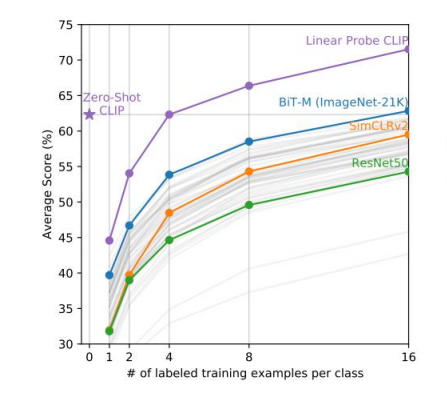 75
70
65
60
55
50
45
40
35
30
Average Score (%)
Linear Probe CLIP
Zero-Shot
CLIP
BiT-M (ImageNet-21K)
SimCLRv2
ResNet50
0 1 2 4 8 16
# of labeled training examples per class